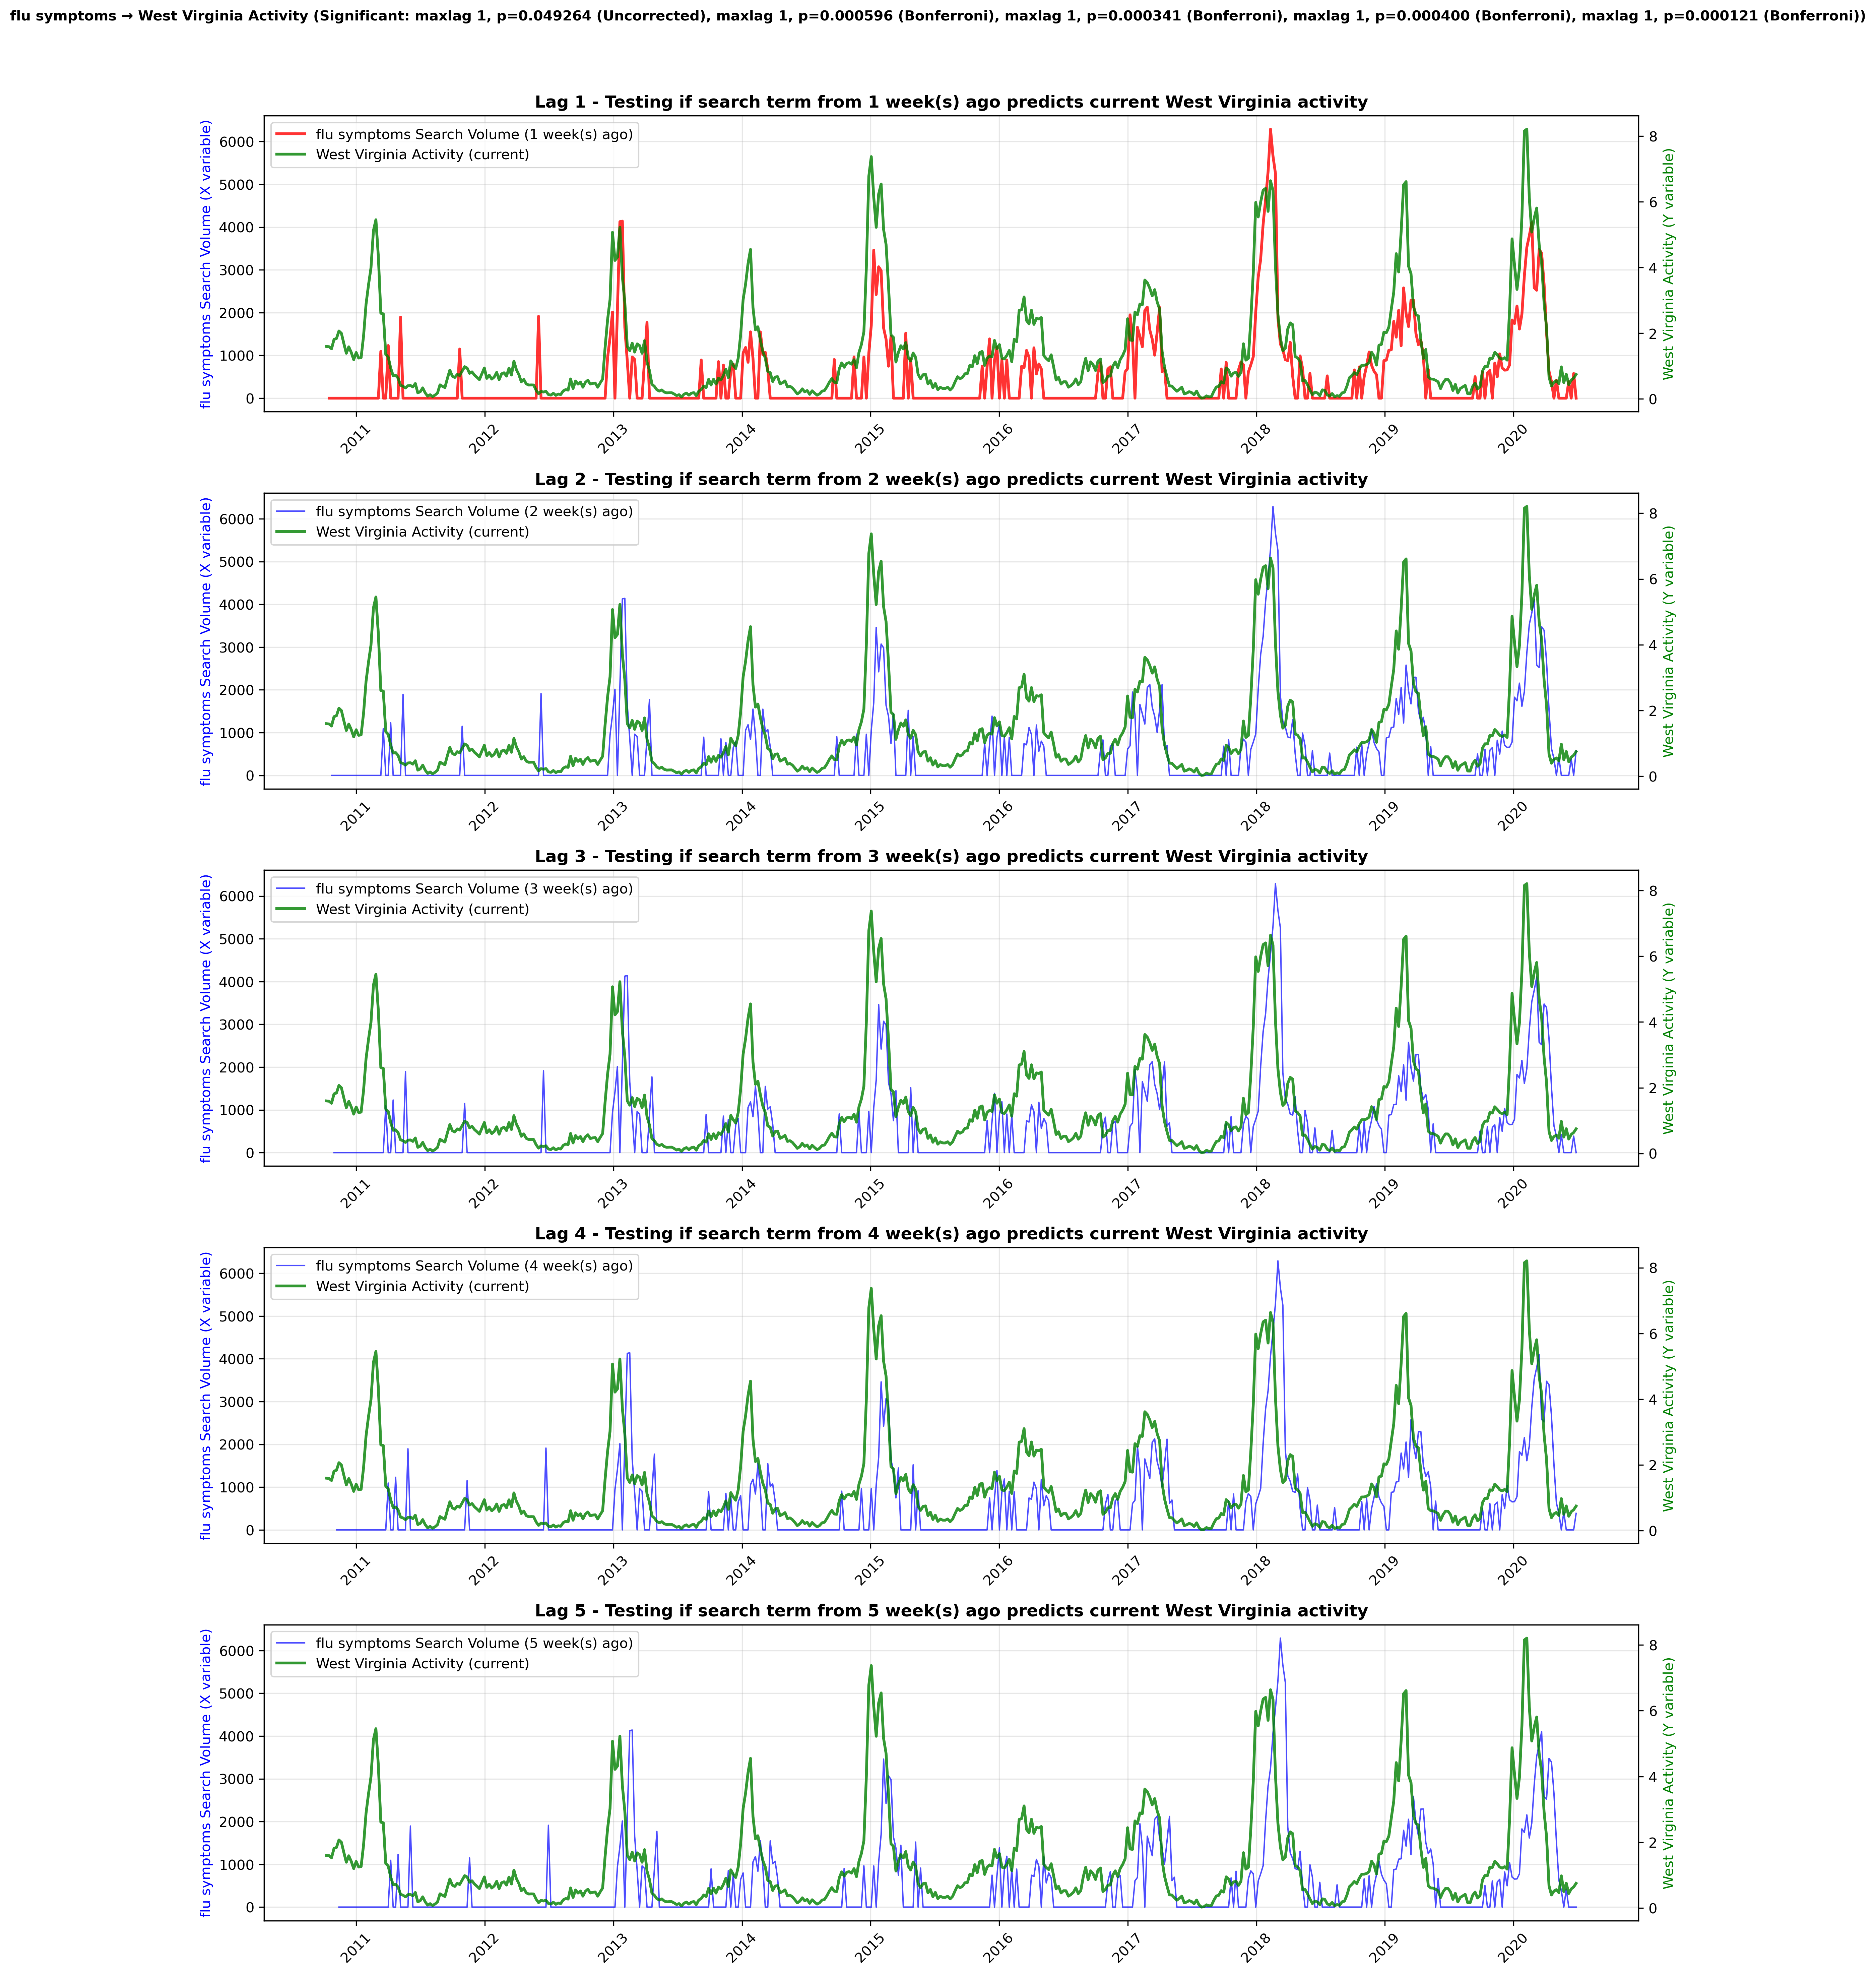 flu symptoms → West Virginia Activity (Significant: maxlag 1, p=0.049264 (Uncorrected), maxlag 1, p=0.000596 (Bonferroni), maxlag 1, p=0.000341 (Bonferroni), maxlag 1, p=0.000400 (Bonferroni), maxlag 1, p=0.000121 (Bonferroni))
Lag 1 - Testing if search term from 1 week(s) ago predicts current West Virginia activity
flu symptoms Search Volume (1 week(s) ago)
West Virginia Activity (current)
flu symptoms Search Volume (X variable)
6000
5000
4000
3000
2000
1000
0
8
6
4
2
0
West Virginia Activity (Y variable)
2011 2012 2013 2014 2015 2016 2017 2018 2019 2020
Lag 2 - Testing if search term from 2 week(s) ago predicts current West Virginia activity
flu symptoms Search Volume (2 week(s) ago)
West Virginia Activity (current)
flu symptoms Search Volume (X variable)
6000
5000
4000
3000
2000
1000
0
8
6
4
2
0
West Virginia Activity (Y variable)
2011 2012 2013 2014 2015 2016 2017 2018 2019 2020
Lag 3 - Testing if search term from 3 week(s) ago predicts current West Virginia activity
flu symptoms Search Volume (3 week(s) ago)
West Virginia Activity (current)
flu symptoms Search Volume (X variable)
6000
5000
4000
3000
2000
1000
0
8
6
4
2
0
West Virginia Activity (Y variable)
2011 2012 2013 2014 2015 2016 2017 2018 2019 2020
Lag 4 - Testing if search term from 4 week(s) ago predicts current West Virginia activity
flu symptoms Search Volume (4 week(s) ago)
West Virginia Activity (current)
flu symptoms Search Volume (X variable)
6000
5000
4000
3000
2000
1000
0
8
6
4
2
0
West Virginia Activity (Y variable)
2011 2012 2013 2014 2015 2016 2017 2018 2019 2020
Lag 5 - Testing if search term from 5 week(s) ago predicts current West Virginia activity
flu symptoms Search Volume (5 week(s) ago)
West Virginia Activity (current)
flu symptoms Search Volume (X variable)
6000
5000
4000
3000
2000
1000
0
8
6
4
2
0
West Virginia Activity (Y variable)
2011 2012 2013 2014 2015 2016 2017 2018 2019 2020